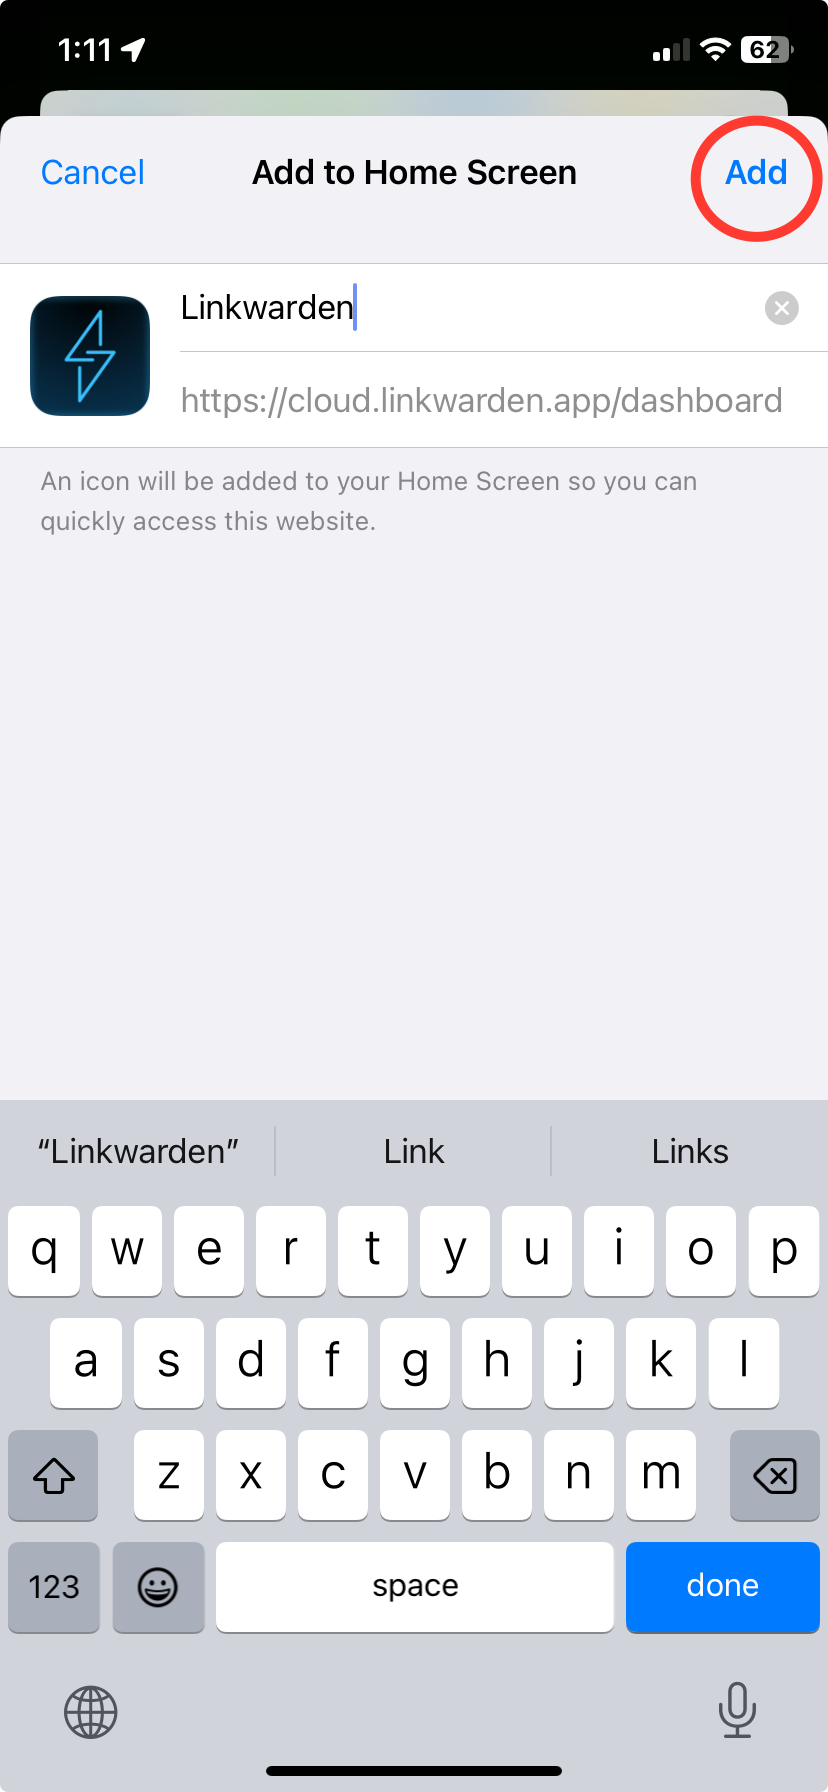 1:11 62
Cancel Add to Home Screen Add
Linkwarden
https://cloud.linkwarden.app/dashboard
An icon will be added to your Home Screen so you can
quickly access this website.
“Linkwarden” Link Links
q w e r t y u i o p
a s d f g h j k l
z x c v b n m
123 space done